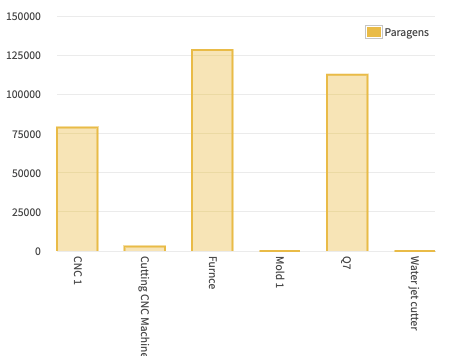 150000
125000
100000
75000
50000
25000
0
Paragens
CNC 1
Cutting CNC Machine
Furnce
Mold 1
Q7
Water jet cutter